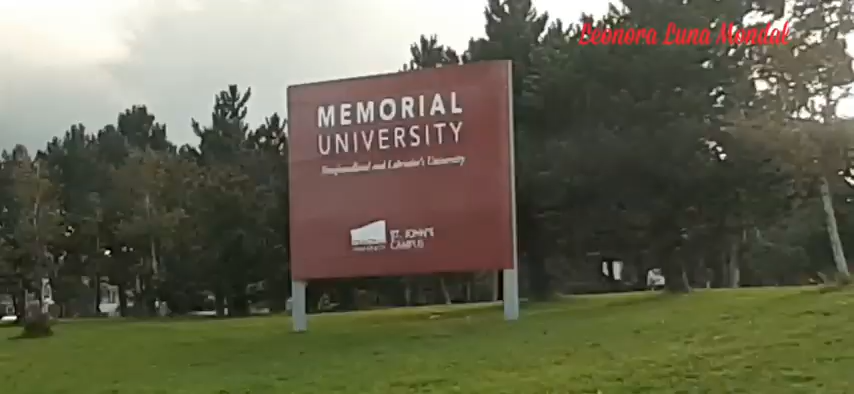 Leonora Luna Mondal
MEMORIAL
UNIVERSITY
Newfoundland and Labrador's University
ST. JOHN'S
CAMPUS